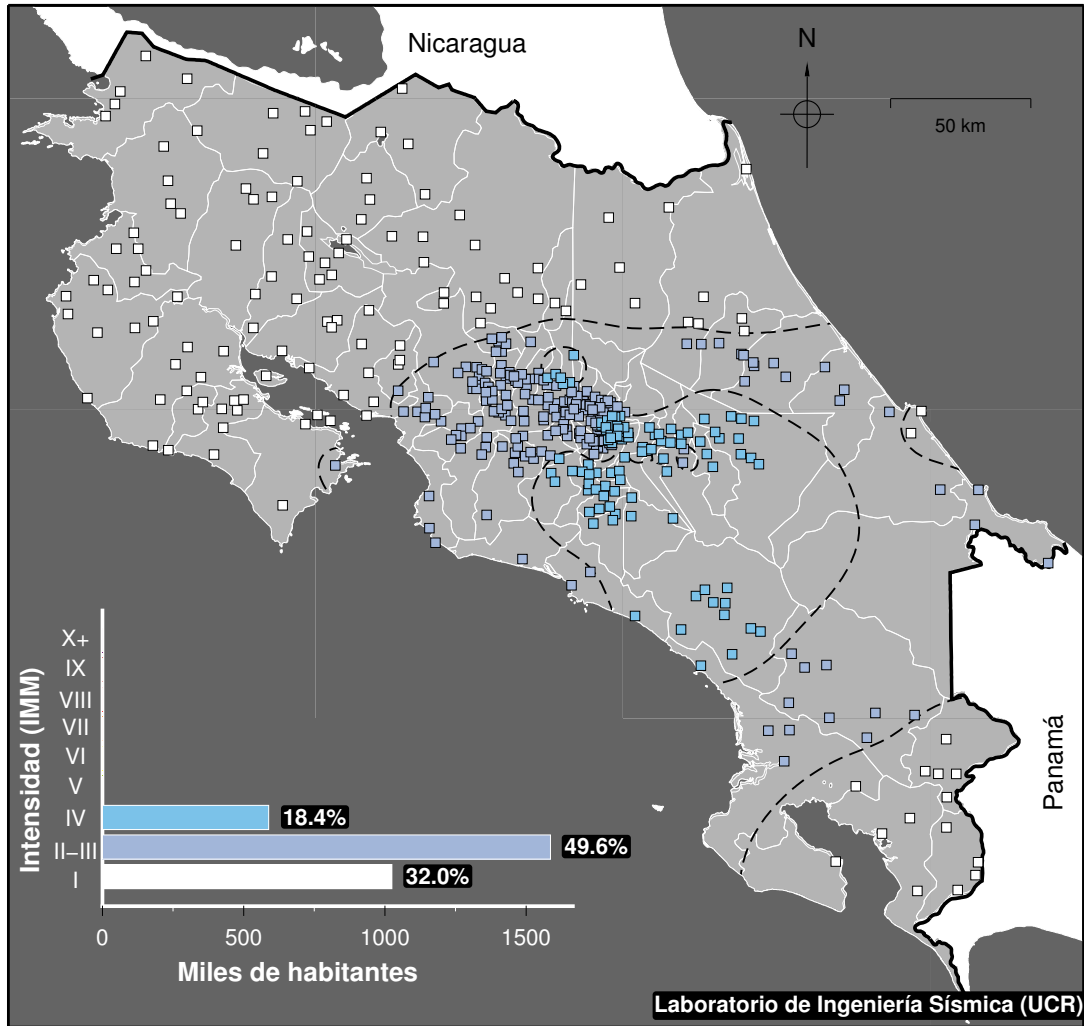 Nicaragua
N
50 km
Panamá
Intensidad (IMM)
X+
IX
VIII
VII
VI
V
IV
18.4%
II−III
49.6%
I
32.0%
0 500 1000 1500
Miles de habitantes
Laboratorio de Ingeniería Sísmica (UCR)